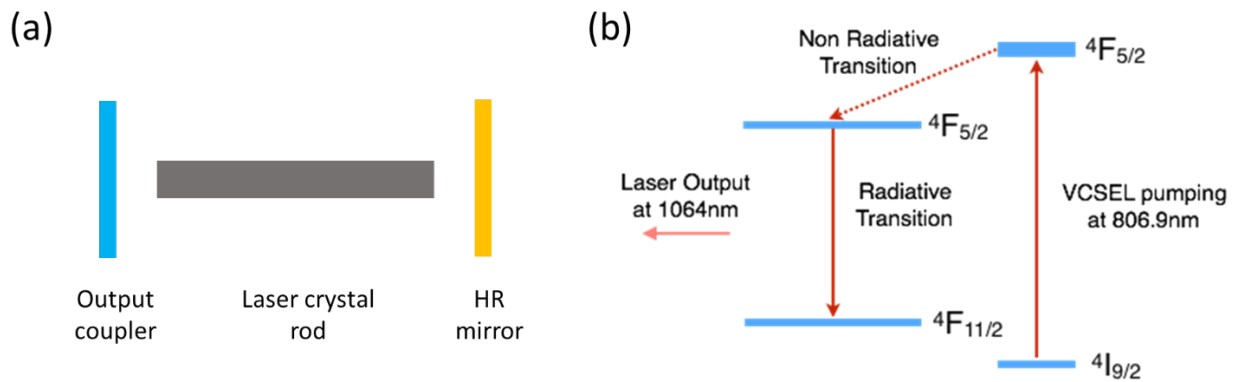 (a)
Output
coupler
Laser crystal
rod
HR
mirror
(b)
Non Radiative
Transition
⁴F₅/₂
⁴F₅/₂
Laser Output
at 1064nm
Radiative
Transition
VCSEL pumping
at 806.9nm
⁴F₁₁/₂
⁴I₉/₂